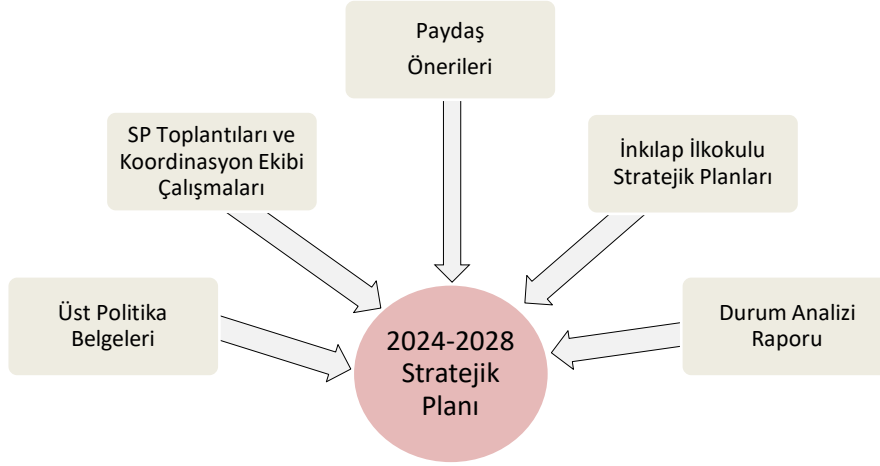 Paydaş
Önerileri
SP Toplantıları ve
Koordinasyon Ekibi
Çalışmaları
İnkılap İlkokulu
Stratejik Planları
Üst Politika
Belgeleri
Durum Analizi
Raporu
2024-2028
Stratejik
Planı